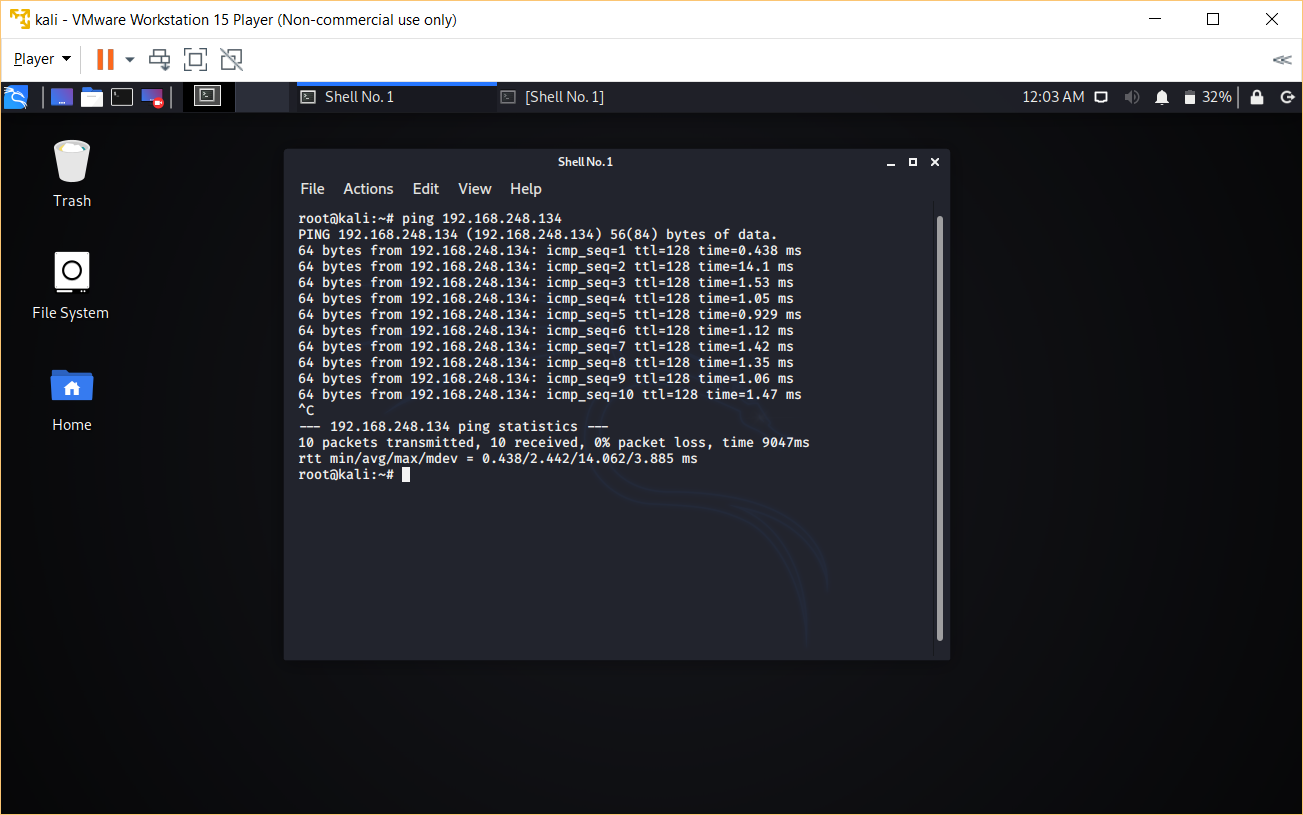 kali - VMware Workstation 15 Player (Non-commercial use only)
Player
Shell No. 1
[Shell No. 1]
12:03 AM
32%
Trash
File System
Home
Shell No. 1
File Actions Edit View Help
root@kali:~# ping 192.168.248.134
PING 192.168.248.134 (192.168.248.134) 56(84) bytes of data.
64 bytes from 192.168.248.134: icmp_seq=1 ttl=128 time=0.438 ms
64 bytes from 192.168.248.134: icmp_seq=2 ttl=128 time=14.1 ms
64 bytes from 192.168.248.134: icmp_seq=3 ttl=128 time=1.53 ms
64 bytes from 192.168.248.134: icmp_seq=4 ttl=128 time=1.05 ms
64 bytes from 192.168.248.134: icmp_seq=5 ttl=128 time=0.929 ms
64 bytes from 192.168.248.134: icmp_seq=6 ttl=128 time=1.12 ms
64 bytes from 192.168.248.134: icmp_seq=7 ttl=128 time=1.42 ms
64 bytes from 192.168.248.134: icmp_seq=8 ttl=128 time=1.35 ms
64 bytes from 192.168.248.134: icmp_seq=9 ttl=128 time=1.06 ms
64 bytes from 192.168.248.134: icmp_seq=10 ttl=128 time=1.47 ms
^C
--- 192.168.248.134 ping statistics ---
10 packets transmitted, 10 received, 0% packet loss, time 9047ms
rtt min/avg/max/mdev = 0.438/2.442/14.062/3.885 ms
root@kali:~#